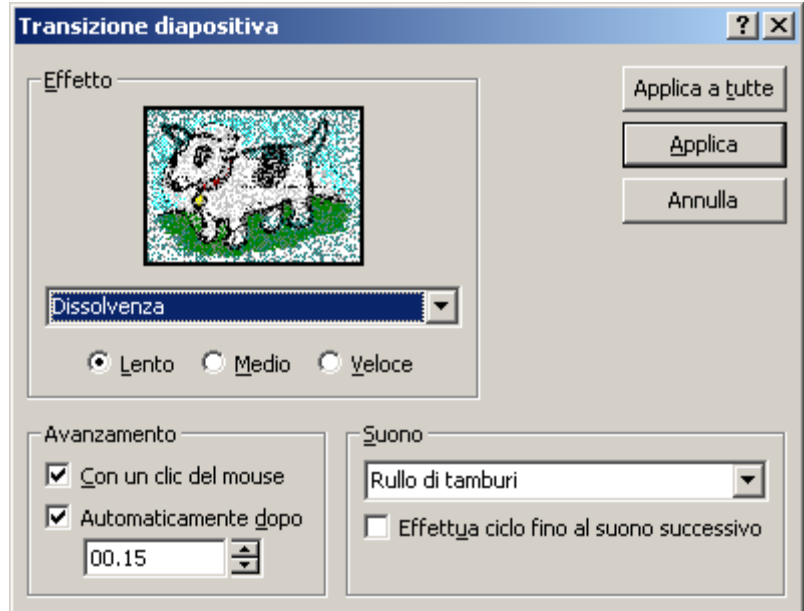 Transizione diapositiva
Effetto
Applica a tutte
Applica
Annulla
Dissolvenza
Lento Medio Veloce
Avanzamento
Con un clic del mouse
Automaticamente dopo
00.15
Suono
Rullo di tamburi
Effettua ciclo fino al suono successivo